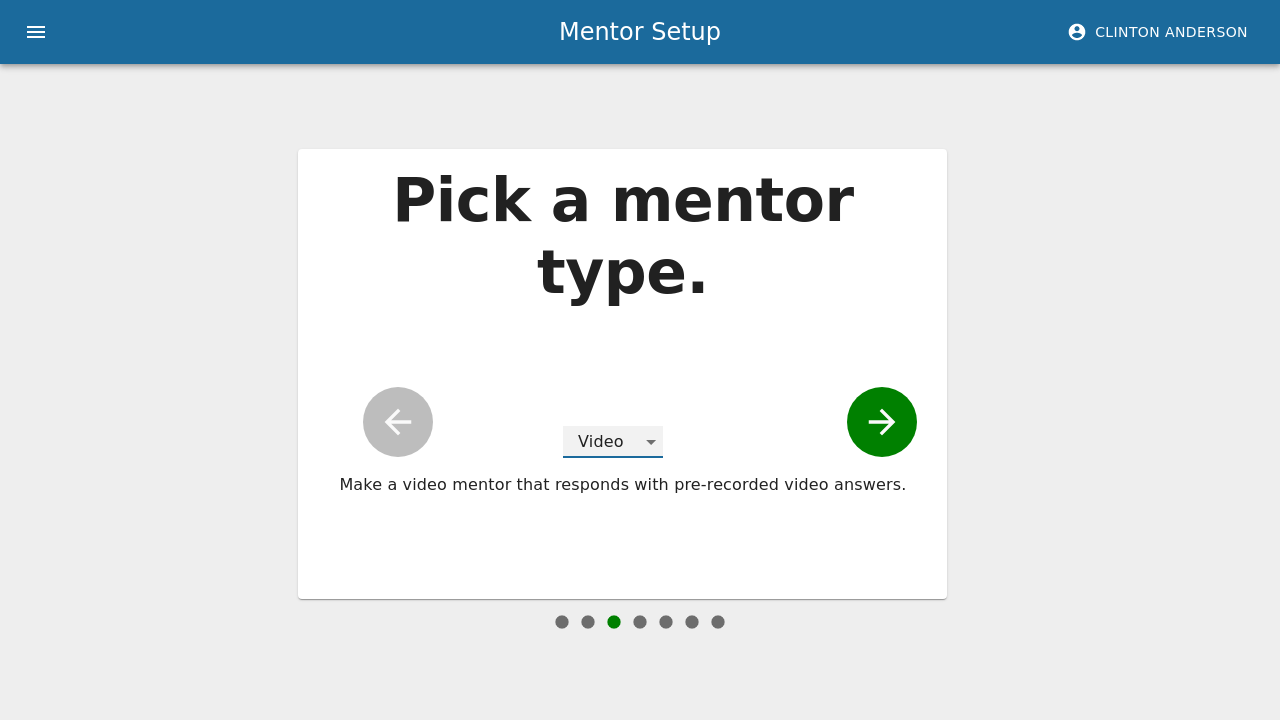 Mentor Setup
CLINTON ANDERSON
Pick a mentor
type.
Video
Make a video mentor that responds with pre-recorded video answers.